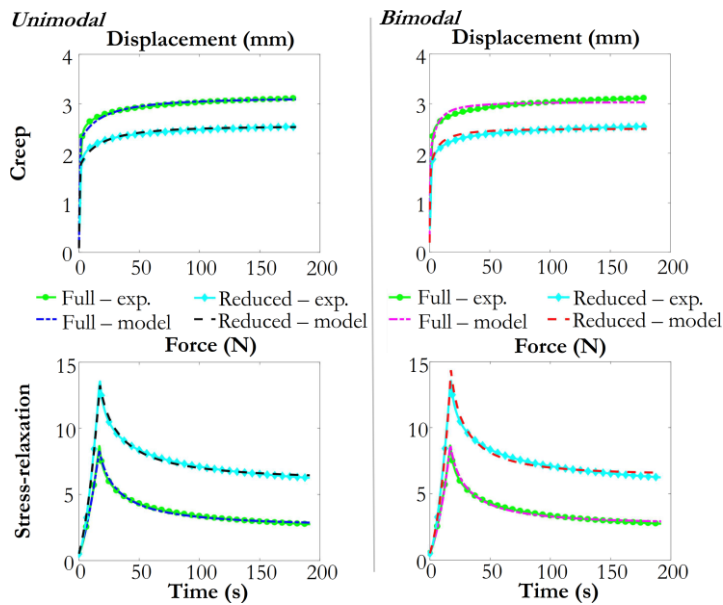 Unimodal
Bimodal
Displacement (mm)
Displacement (mm)
Creep
4
3
2
1
0
0 50 100 150 200
4
3
2
1
0
0 50 100 150 200
Full – exp. Reduced – exp.
Full – model Reduced – model
Full – exp. Reduced – exp.
Full – model Reduced – model
Force (N)
Force (N)
Stress-relaxation
15
10
5
0
0 50 100 150 200
Time (s)
15
10
5
0
0 50 100 150 200
Time (s)